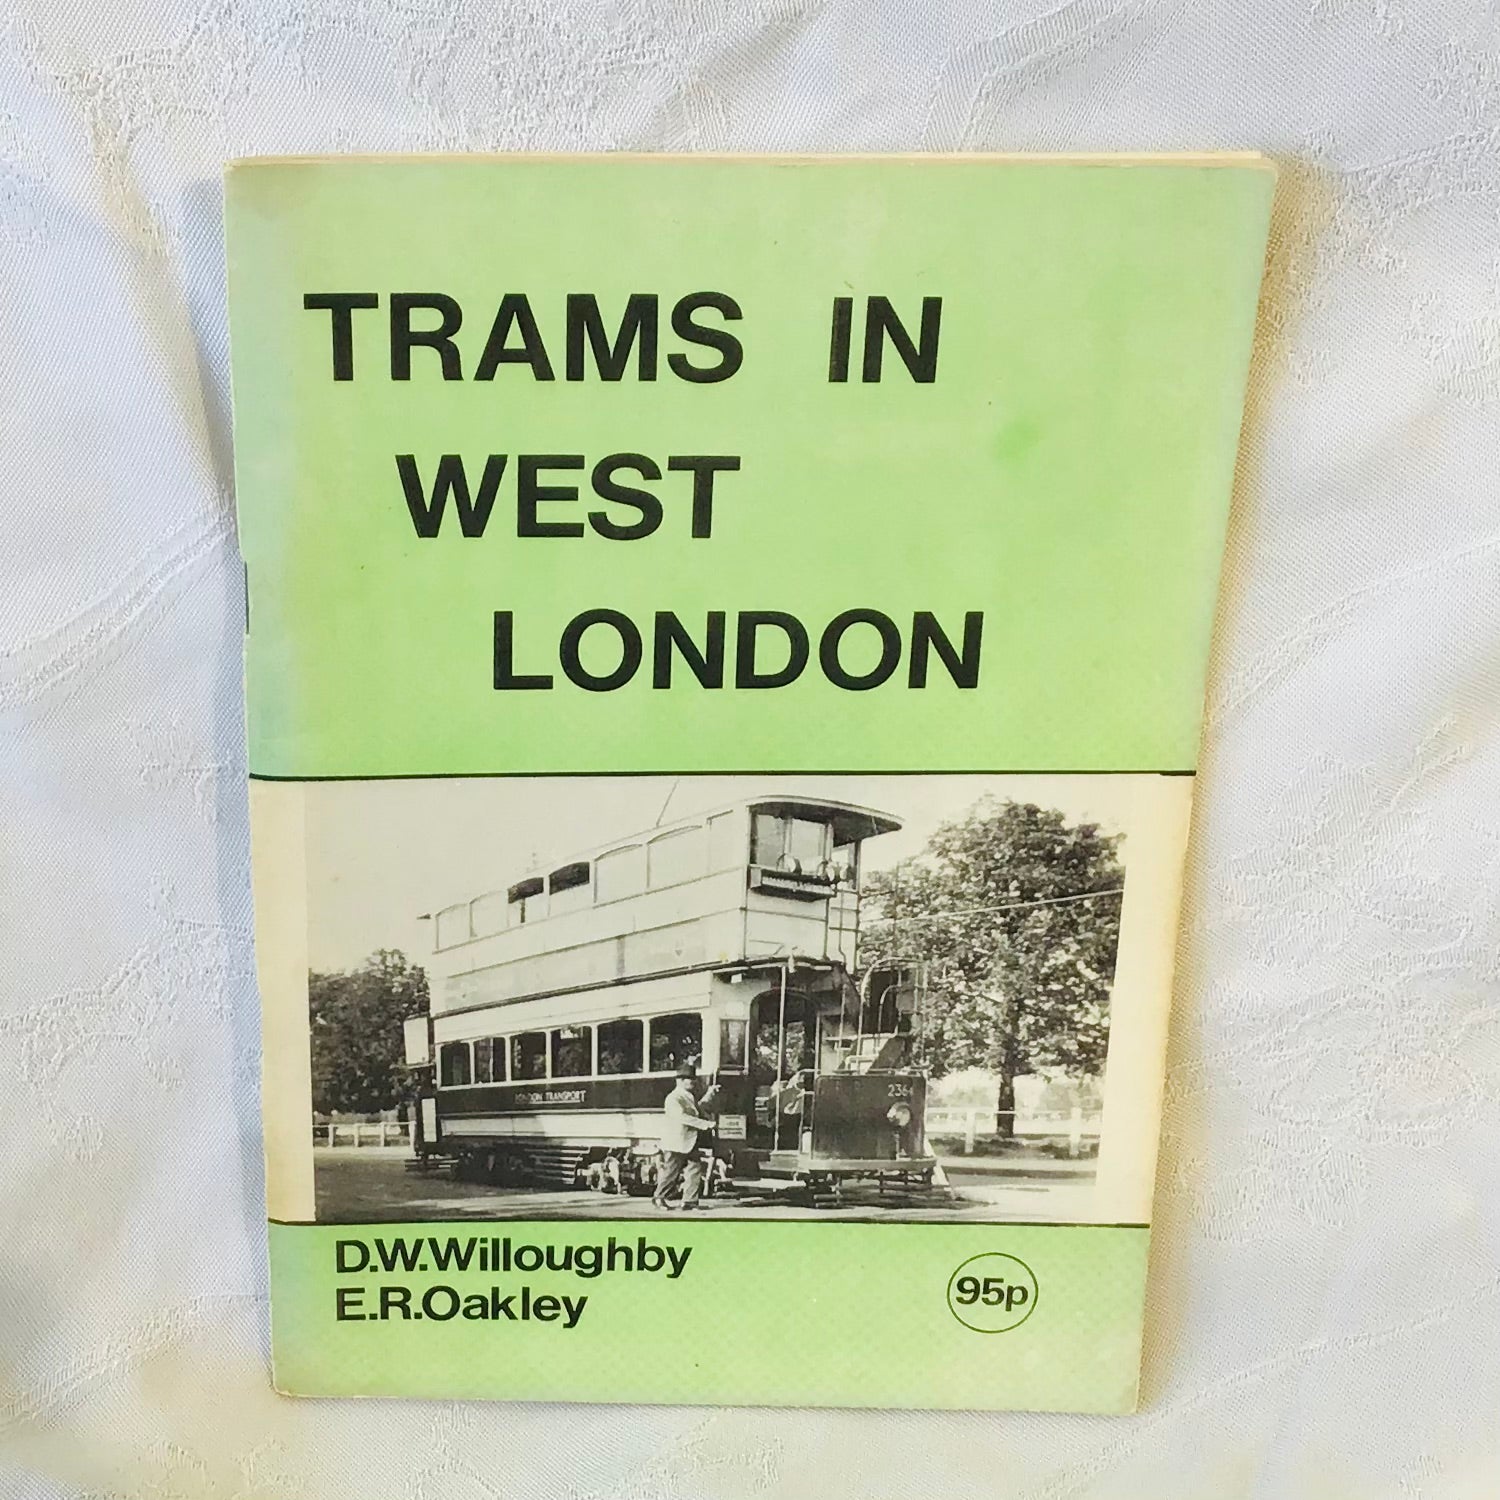 TRAMS IN
WEST
LONDON
LONDON TRANSPORT
D.W.Willoughby
E.R.Oakley
95p